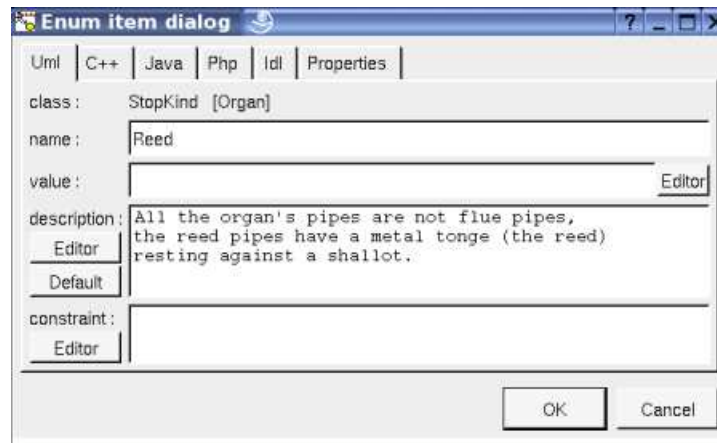 Enum item dialog
Uml C++ Java Php Idl Properties
class : StopKind [Organ]
name : Reed
value : Editor
description : All the organ's pipes are not flue pipes,
the reed pipes have a metal tonge (the reed)
Editor
resting against a shallot.
Default
constraint :
Editor
OK Cancel